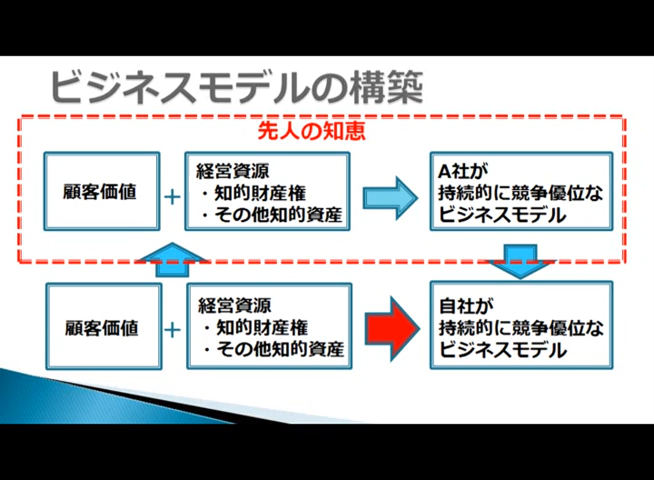 ビジネスモデルの構築
先人の知恵
顧客価値
+
経営資源
・知的財産権
・その他知的資産
A社が
持続的に競争優位な
ビジネスモデル
顧客価値
+
経営資源
・知的財産権
・その他知的資産
自社が
持続的に競争優位な
ビジネスモデル